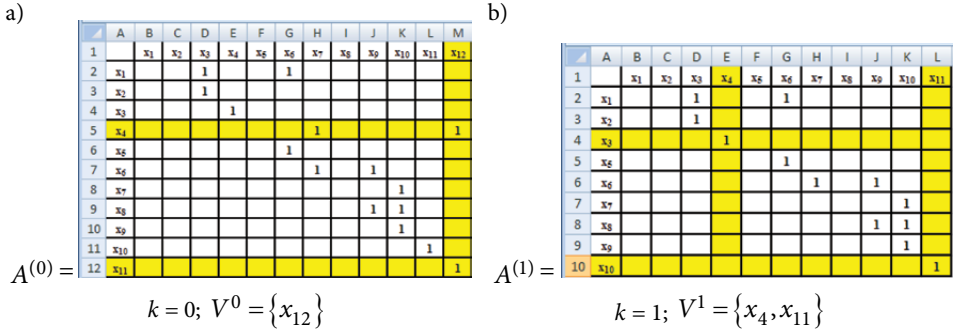 a)
A B C D E F G H I J K L M
1 x₁ x₂ x₃ x₄ x₅ x₆ x₇ x₈ x₉ x₁₀ x₁₁ x₁₂
2 x₁ 1 1
3 x₂ 1
4 x₃ 1
5 x₄ 1 1
6 x₅ 1
7 x₆ 1 1
8 x₇ 1
9 x₈ 1 1
10 x₉ 1
11 x₁₀ 1
12 x₁₁ 1
A⁽⁰⁾ =
k = 0; V⁰ = {x₁₂}
b)
A B C D E F G H I J K L
1 x₁ x₂ x₃ x₄ x₅ x₆ x₇ x₈ x₉ x₁₀ x₁₁
2 x₁ 1 1
3 x₂ 1
4 x₃ 1
5 x₅ 1
6 x₆ 1 1
7 x₇ 1
8 x₈ 1 1
9 x₉ 1
10 x₁₀ 1
A⁽¹⁾ =
k = 1; V¹ = {x₄, x₁₁}